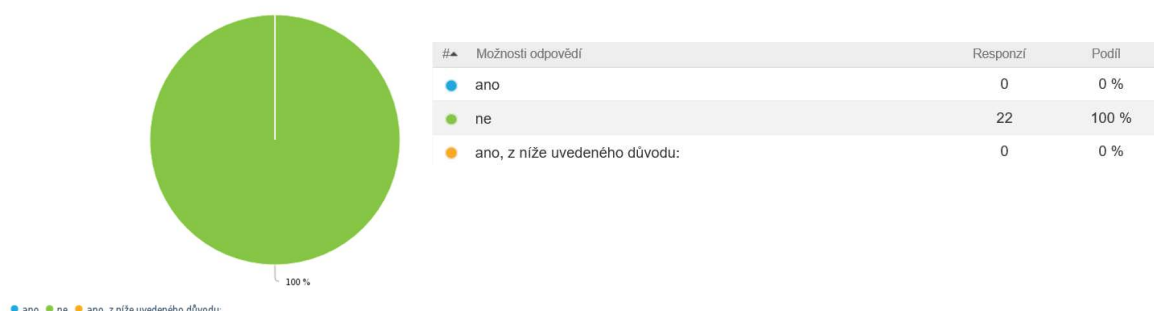 #▲ Možnosti odpovědí Responzí Podíl
ano 0 0 %
ne 22 100 %
ano, z níže uvedeného důvodu: 0 0 %
100 %
ano ne ano, z níže uvedeného důvodu: